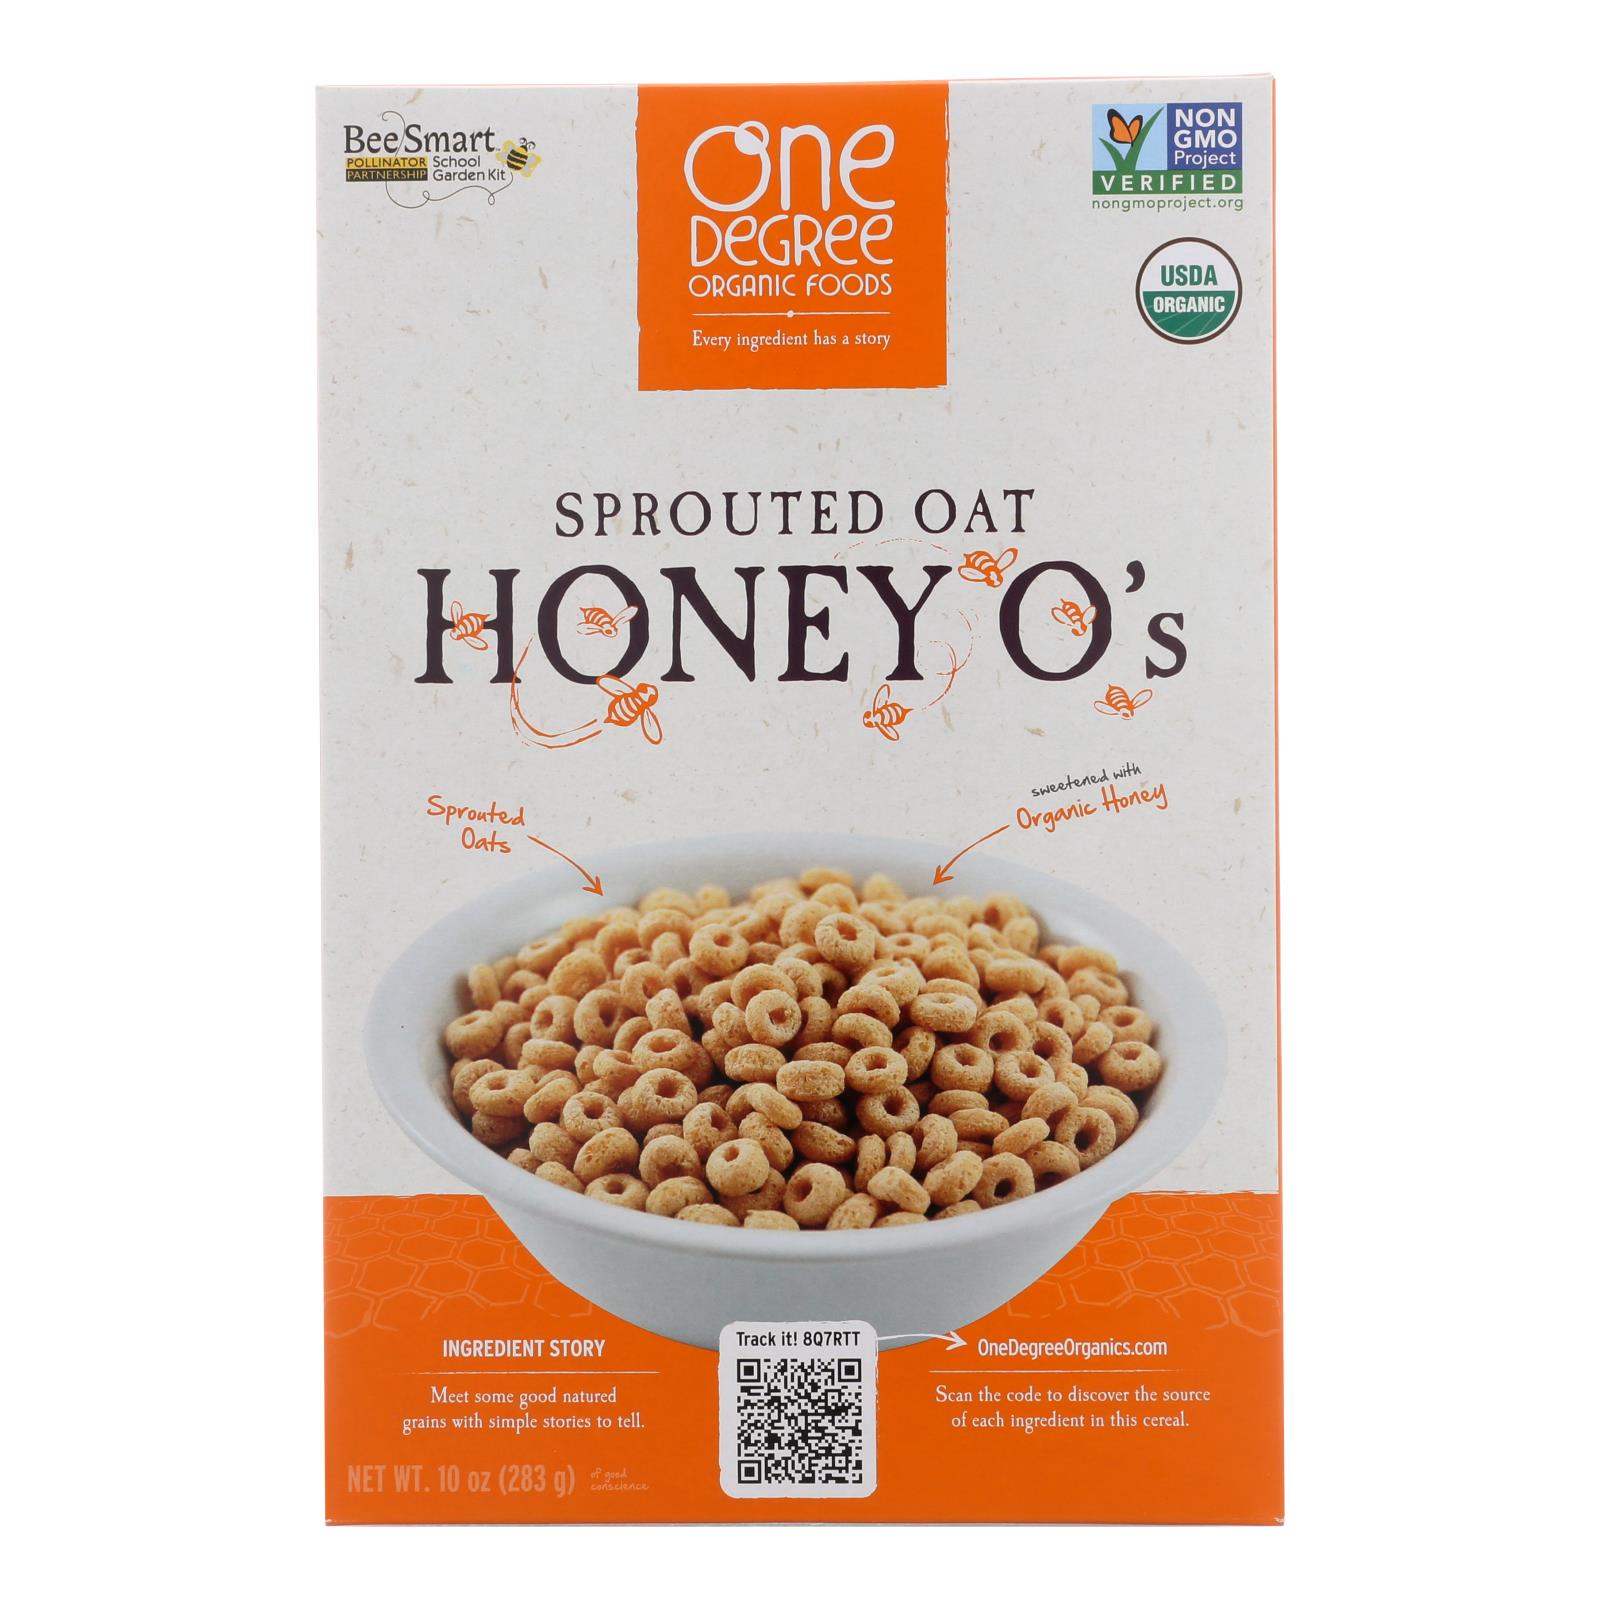 BeeSmart
POLLINATOR
PARTNERSHIP
School
Garden Kit
One
DEGREE
ORGANIC FOODS
Every ingredient has a story
NON
GMO
Project
VERIFIED
nongmoproject.org
USDA
ORGANIC
SPROUTED OAT
HONEY O's
Sprouted
Oats
sweetened with
Organic Honey
INGREDIENT STORY
Meet some good natured
grains with simple stories to tell.
Track it! 8Q7RTT
OneDegreeOrganics.com
Scan the code to discover the source
of each ingredient in this cereal.
NET WT. 10 oz (283 g)
of good
conscience